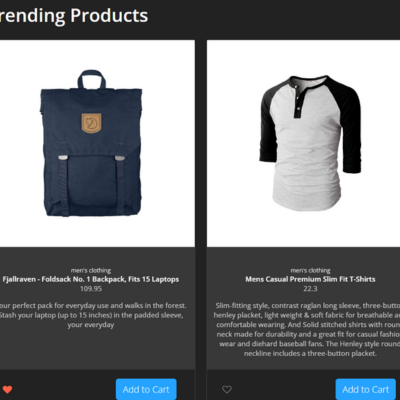 rending Products
men's clothing
Fjallraven - Foldsack No. 1 Backpack, Fits 15 Laptops
109.95
our perfect pack for everyday use and walks in the forest.
Stash your laptop (up to 15 inches) in the padded sleeve,
your everyday
Add to Cart
men's clothing
Mens Casual Premium Slim Fit T-Shirts
22.3
Slim-fitting style, contrast raglan long sleeve, three-butto
henley placket, light weight & soft fabric for breathable a
comfortable wearing. And Solid stitched shirts with roun
neck made for durability and a great fit for casual fashio
wear and diehard baseball fans. The Henley style round
neckline includes a three-button placket.
Add to Cart